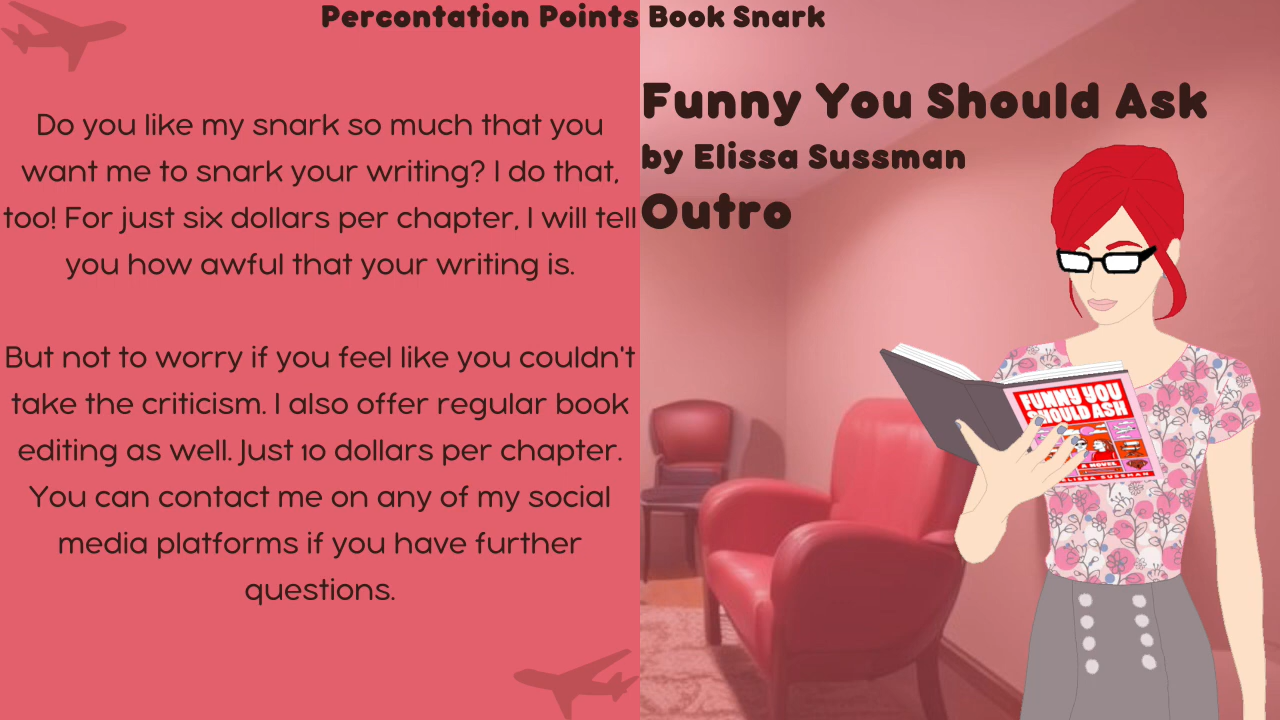 Percontation Points Book Snark
Do you like my snark so much that you
want me to snark your writing? I do that,
too! For just six dollars per chapter, I will tell
you how awful that your writing is.
But not to worry if you feel like you couldn't
take the criticism. I also offer regular book
editing as well. Just 10 dollars per chapter.
You can contact me on any of my social
media platforms if you have further
questions.
Funny You Should Ask
by Elissa Sussman
Outro
FUNNY YOU
SHOULD ASK
A NOVEL
ELISSA SUSSMAN